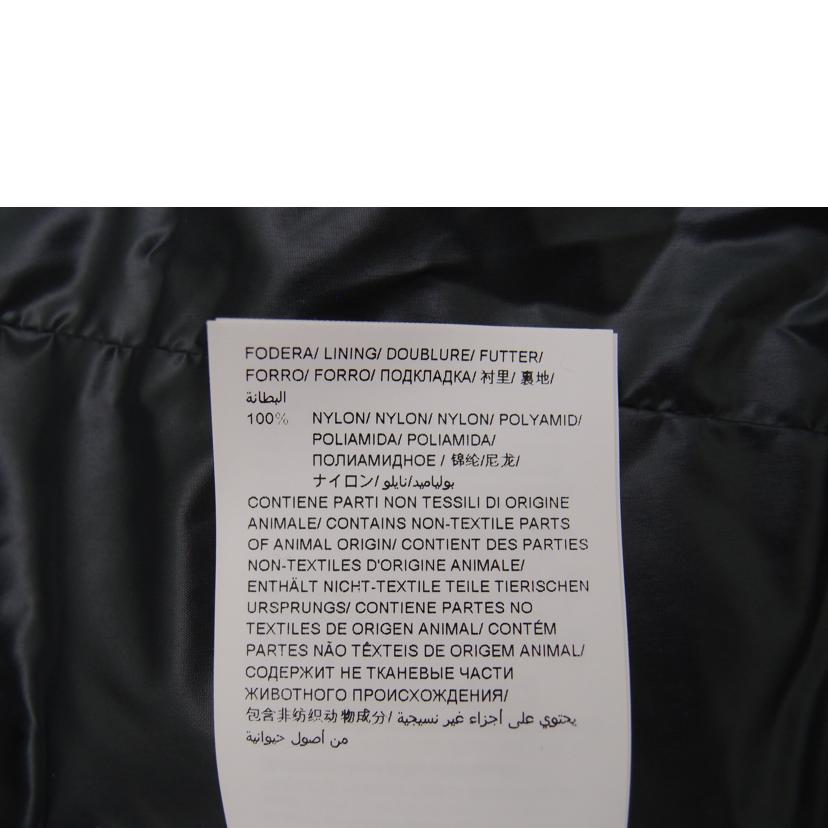 FODERA/ LINING/ DOUBLURE/ FUTTER/
FORRO/ FORRO/ ПОДКЛАДКА/ 衬里/ 裏地/
البطانة
100% NYLON/ NYLON/ NYLON/ POLYAMID/
POLIAMIDA/ POLIAMIDA/
ПОЛИАМИДНОЕ / 锦纶/尼龙/
ナイロン/ بولياميد/نايلو
CONTIENE PARTI NON TESSILI DI ORIGINE
ANIMALE/ CONTAINS NON-TEXTILE PARTS
OF ANIMAL ORIGIN/ CONTIENT DES PARTIES
NON-TEXTILES D'ORIGINE ANIMALE/
ENTHÄLT NICHT-TEXTILE TEILE TIERISCHEN
URSPRUNGS/ CONTIENE PARTES NO
TEXTILES DE ORIGEN ANIMAL/ CONTÉM
PARTES NÃO TÊXTEIS DE ORIGEM ANIMAL/
СОДЕРЖИТ НЕ ТКАНЕВЫЕ ЧАСТИ
ЖИВОТНОГО ПРОИСХОЖДЕНИЯ/
包含非纺织动物成分/ يحتوي على أجزاء غير نسيجية
من أصول حيوانية